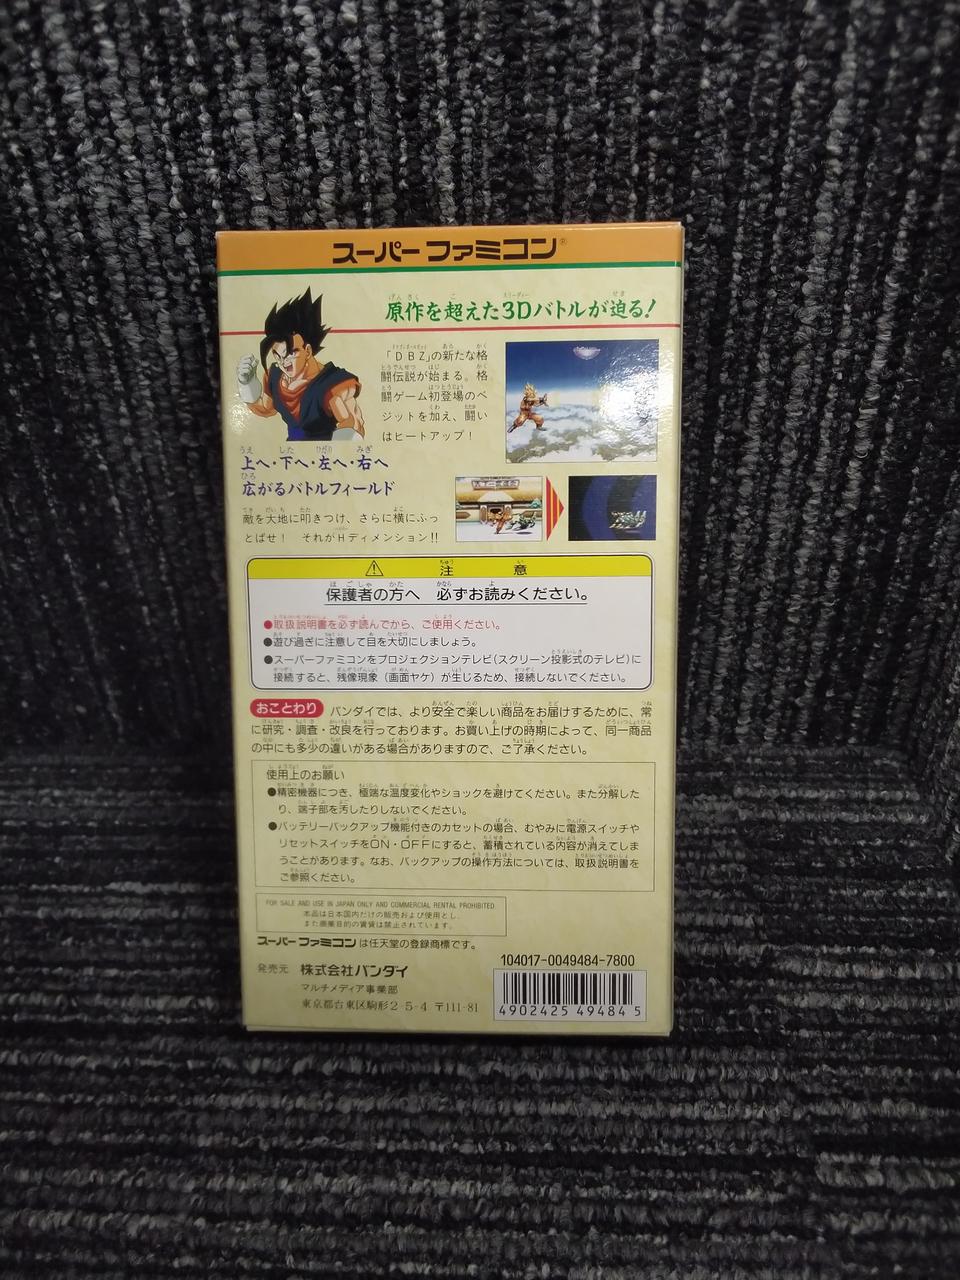 スーパーファミコン®
原作を超えた3Dバトルが迫る!
「DBZ」の新たな格
闘伝説が始まる。格
闘ゲーム初登場のベ
ジットを加え、闘い
はヒートアップ!
上へ・下へ・左へ・右へ
広がるバトルフィールド
敵を大地に叩きつけ、さらに横にふっ
とばせ! それがHディメンション!!
注意
保護者の方へ 必ずお読みください。
●取扱説明書を必ず読んでから、ご使用ください。
●遊び過ぎに注意して目を大切にしましょう。
●スーパーファミコンをプロジェクションテレビ(スクリーン投影式のテレビ)に
接続すると、残像現象(画面ヤケ)が生じるため、接続しないでください。
おことわり バンダイでは、より安全で楽しい商品をお届けするために、常
に研究・調査・改良を行っております。お買い上げの時期によって、同一商品
の中にも多少の違いがある場合がありますので、ご了承ください。
使用上のお願い
●精密機器につき、極端な温度変化やショックを避けてください。また分解した
り、端子部を汚したりしないでください。
●バッテリーバックアップ機能付きのカセットの場合、むやみに電源スイッチや
リセットスイッチをON・OFFにすると、蓄積されている内容が消えてしま
うことがあります。なお、バックアップの操作方法については、取扱説明書を
ご参照ください。
FOR SALE AND USE IN JAPAN ONLY AND COMMERCIAL RENTAL PROHIBITED.
本品は日本国内だけの販売および使用とし、
また商業目的の賃貸は禁止されています。
スーパーファミコンは任天堂の登録商標です。
発売元 株式会社バンダイ
マルチメディア事業部
東京都台東区駒形2-5-4 〒111-81
104017-0049484-7800
4902425 49484 5